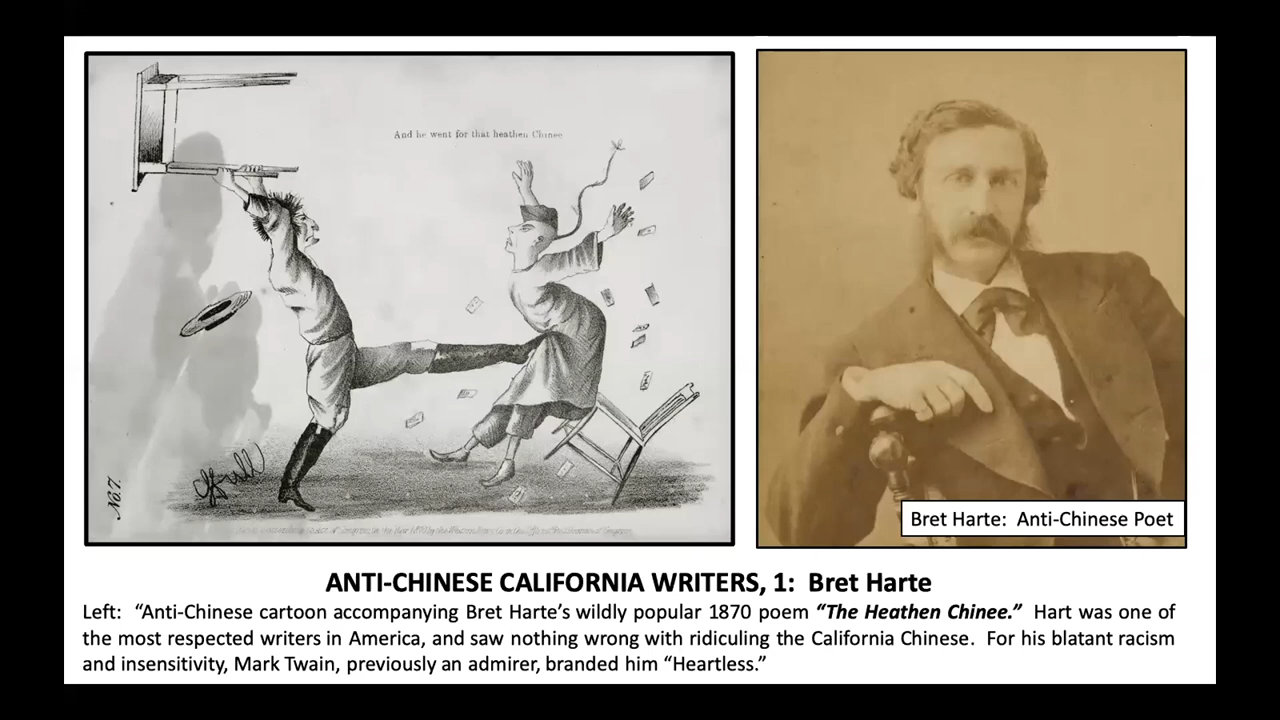 And he went for that heathen Chinee
No. 7.
Bret Harte: Anti-Chinese Poet
ANTI-CHINESE CALIFORNIA WRITERS, 1: Bret Harte
Left: “Anti-Chinese cartoon accompanying Bret Harte’s wildly popular 1870 poem “The Heathen Chinee.” Hart was one of
the most respected writers in America, and saw nothing wrong with ridiculing the California Chinese. For his blatant racism
and insensitivity, Mark Twain, previously an admirer, branded him “Heartless.”